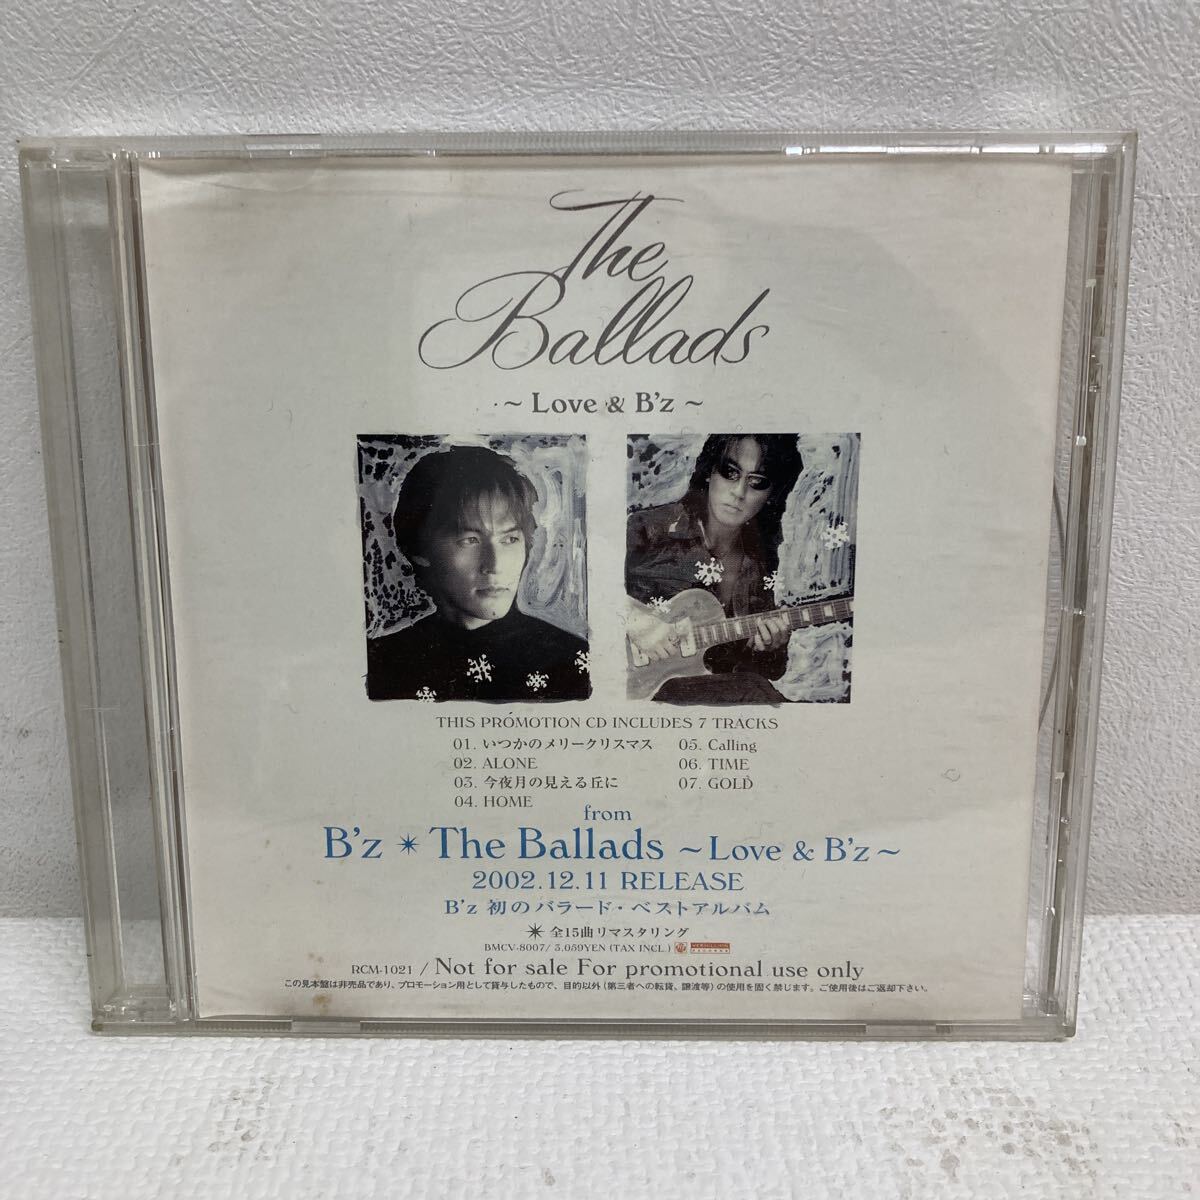 The
Ballads
~ Love & B'z ~
THIS PROMOTION CD INCLUDES 7 TRACKS
01. いつかのメリークリスマス
02. ALONE
03. 今夜月の見える丘に
04. HOME
05. Calling
06. TIME
07. GOLD
from
B'z ✴ The Ballads ~Love & B'z~
2002.12.11 RELEASE
B'z 初のバラード・ベストアルバム
✴ 全15曲リマスタリング
BMCV-8007/ 3,059YEN (TAX INCL.) VERMILLION RECORDS
RCM-1021 / Not for sale For promotional use only
この見本盤は非売品であり、プロモーション用として貸与したもので、目的以外（第三者への転貸、譲渡等）の使用を固く禁じます。ご使用後はご返却下さい。